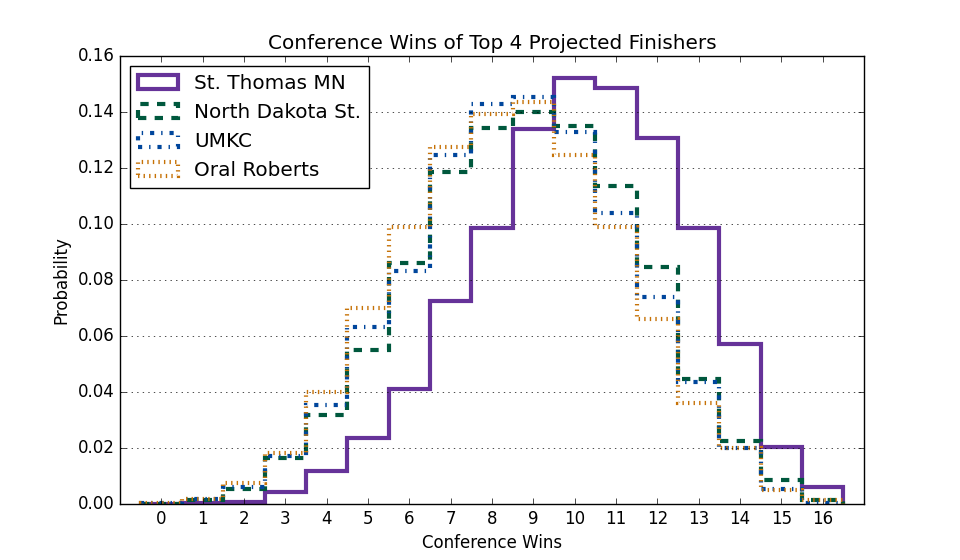 Conference Wins of Top 4 Projected Finishers
St. Thomas MN
North Dakota St.
UMKC
Oral Roberts
Probability
0.16
0.14
0.12
0.10
0.08
0.06
0.04
0.02
0.00
0 1 2 3 4 5 6 7 8 9 10 11 12 13 14 15 16
Conference Wins